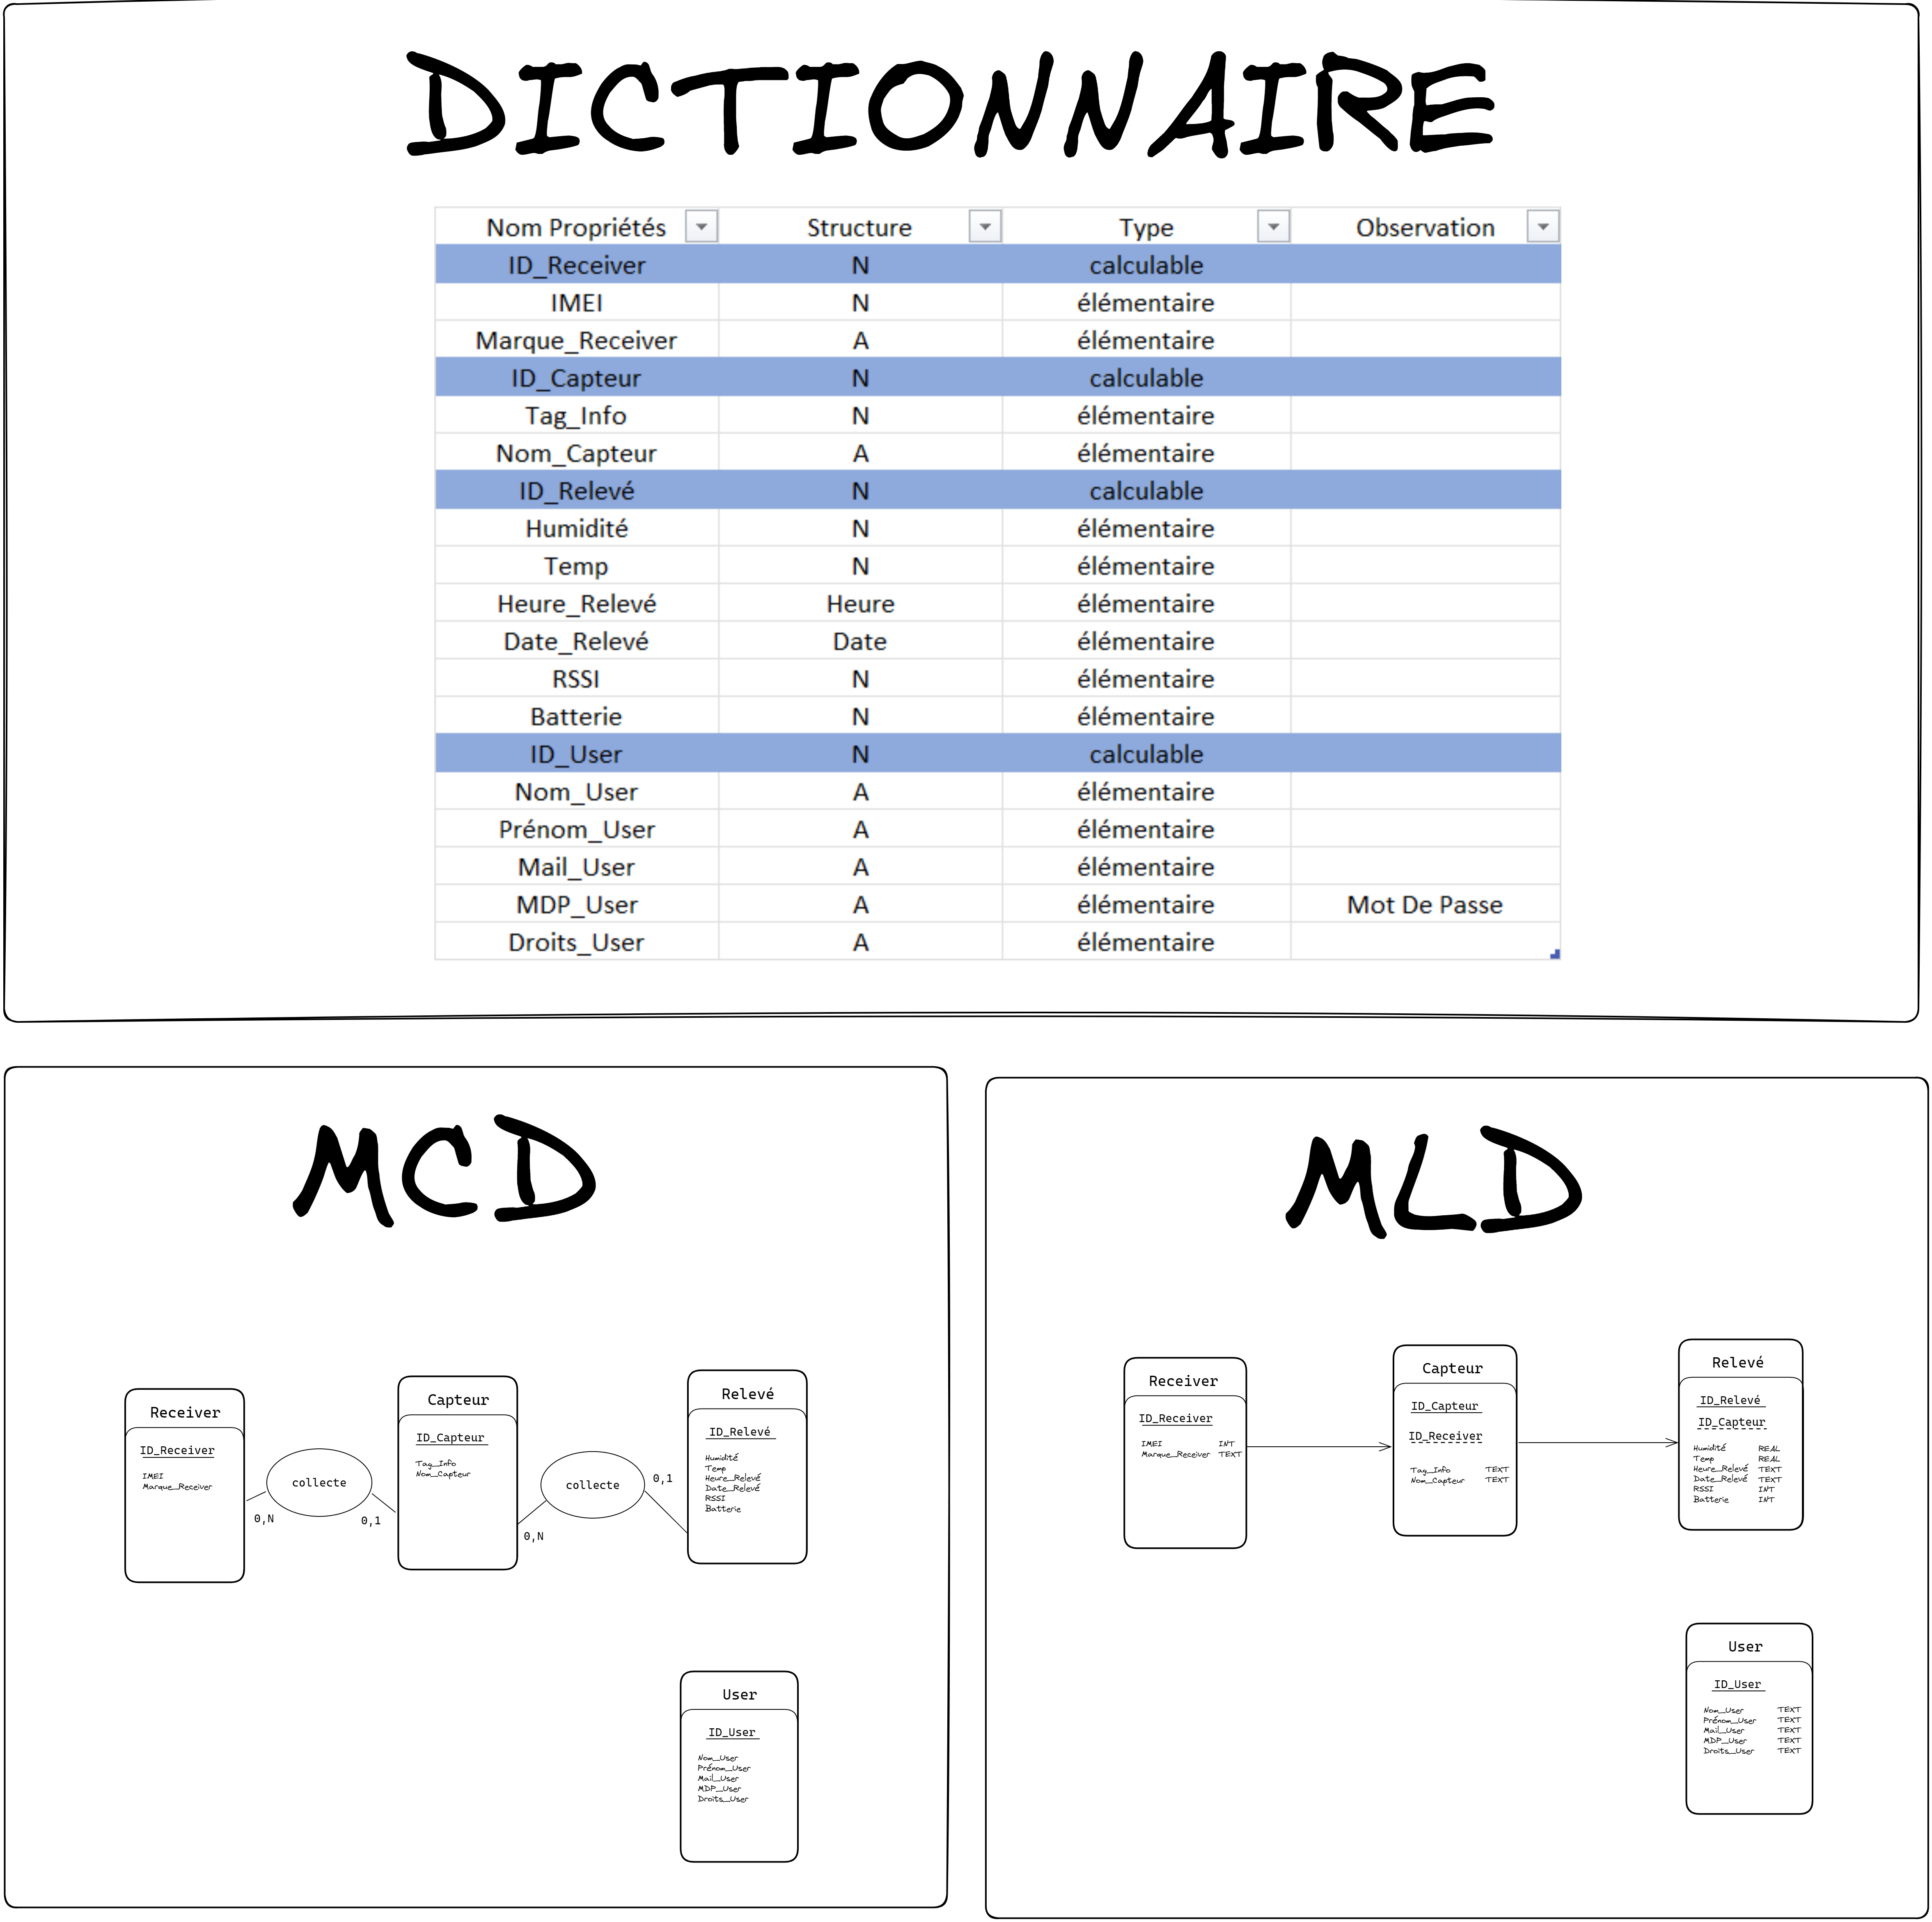 DICTIONNAIRE
Nom Propriétés Structure Type Observation
ID_Receiver N calculable
IMEI N élémentaire
Marque_Receiver A élémentaire
ID_Capteur N calculable
Tag_Info N élémentaire
Nom_Capteur A élémentaire
ID_Relevé N calculable
Humidité N élémentaire
Temp N élémentaire
Heure_Relevé Heure élémentaire
Date_Relevé Date élémentaire
RSSI N élémentaire
Batterie N élémentaire
ID_User N calculable
Nom_User A élémentaire
Prénom_User A élémentaire
Mail_User A élémentaire
MDP_User A élémentaire Mot De Passe
Droits_User A élémentaire
MCD
Receiver
ID_Receiver
IMEI
Marque_Receiver
0,N
collecte
0,1
Capteur
ID_Capteur
Tag_Info
Nom_Capteur
0,N
collecte
0,1
Relevé
ID_Relevé
Humidité
Temp
Heure_Relevé
Date_Relevé
RSSI
Batterie
User
ID_User
Nom_User
Prénom_User
Mail_User
MDP_User
Droits_User
MLD
Receiver
ID_Receiver
IMEI INT
Marque_Receiver TEXT
Capteur
ID_Capteur
ID_Receiver
Tag_Info TEXT
Nom_Capteur TEXT
Relevé
ID_Relevé
ID_Capteur
Humidité REAL
Temp REAL
Heure_Relevé TEXT
Date_Relevé TEXT
RSSI INT
Batterie INT
User
ID_User
Nom_User TEXT
Prénom_User TEXT
Mail_User TEXT
MDP_User TEXT
Droits_User TEXT